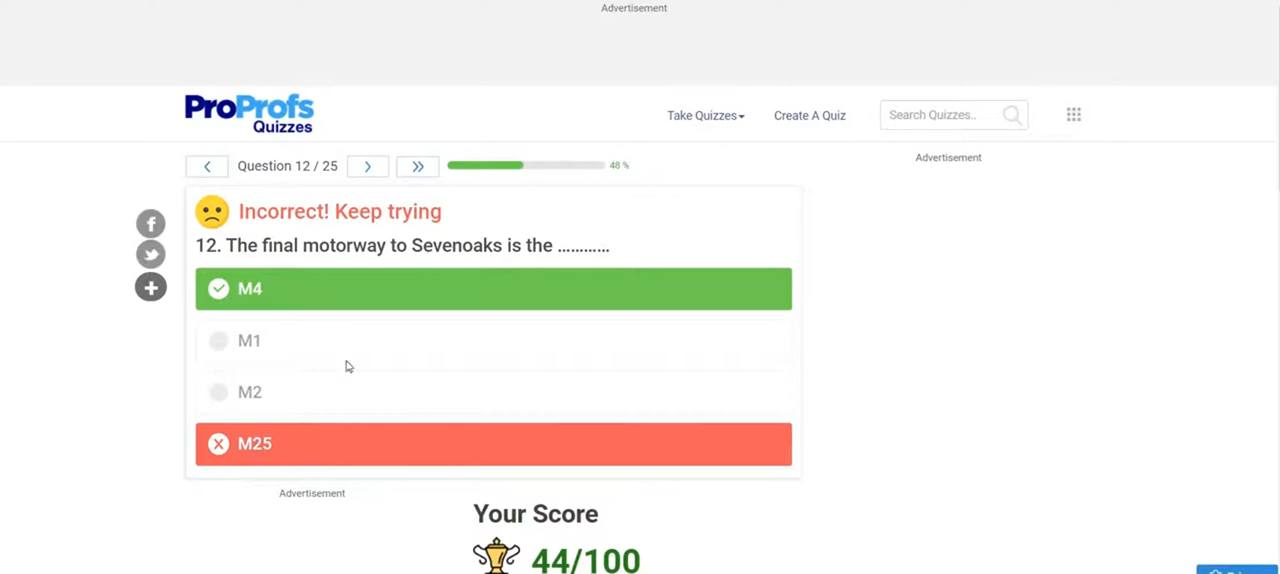 Advertisement
ProProfs
Quizzes
Take Quizzes
Create A Quiz
Search Quizzes..
Question 12 / 25
48 %
Advertisement
Incorrect! Keep trying
12. The final motorway to Sevenoaks is the ............
M4
M1
M2
M25
Advertisement
Your Score
44/100